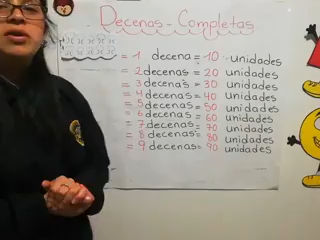 Decenas - Completas
= 1 decena = 10 unidades
= 2 decenas = 20 unidades
= 3 decenas = 30 unidades
= 4 decenas = 40 unidades
= 5 decenas = 50 unidades
= 6 decenas = 60 unidades
= 7 decenas = 70 unidades
= 8 decenas = 80 unidades
= 9 decenas = 90 unidades